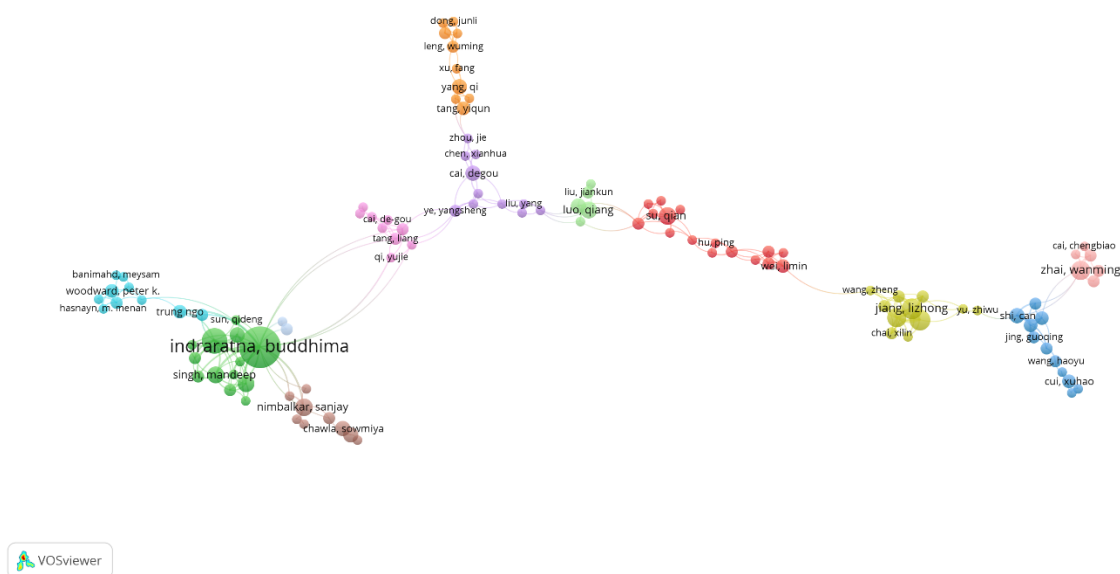 dong, junli
leng, wuming
xu, fang
yang, qi
tang, yiqun
zhou, jie
chen, xianhua
cai, degou
liu, jiankun
ye, yangsheng
liu, yang
luo, qiang
su, qian
cai, de-gou
tang, liang
hu, ping
cai, chengbiao
qi, yujie
wei, limin
zhai, wanming
banimahd, meysam
woodward, peter k.
hasnayn, m. menan
trung ngo
wang, zheng
jiang, lizhong
yu, zhiwu
shi, can
sun, qideng
chai, xilin
jing, guoqing
indraratna, buddhima
wang, haoyu
singh, mandeep
cui, xuhao
nimbalkar, sanjay
chawla, sowmiya
VOSviewer